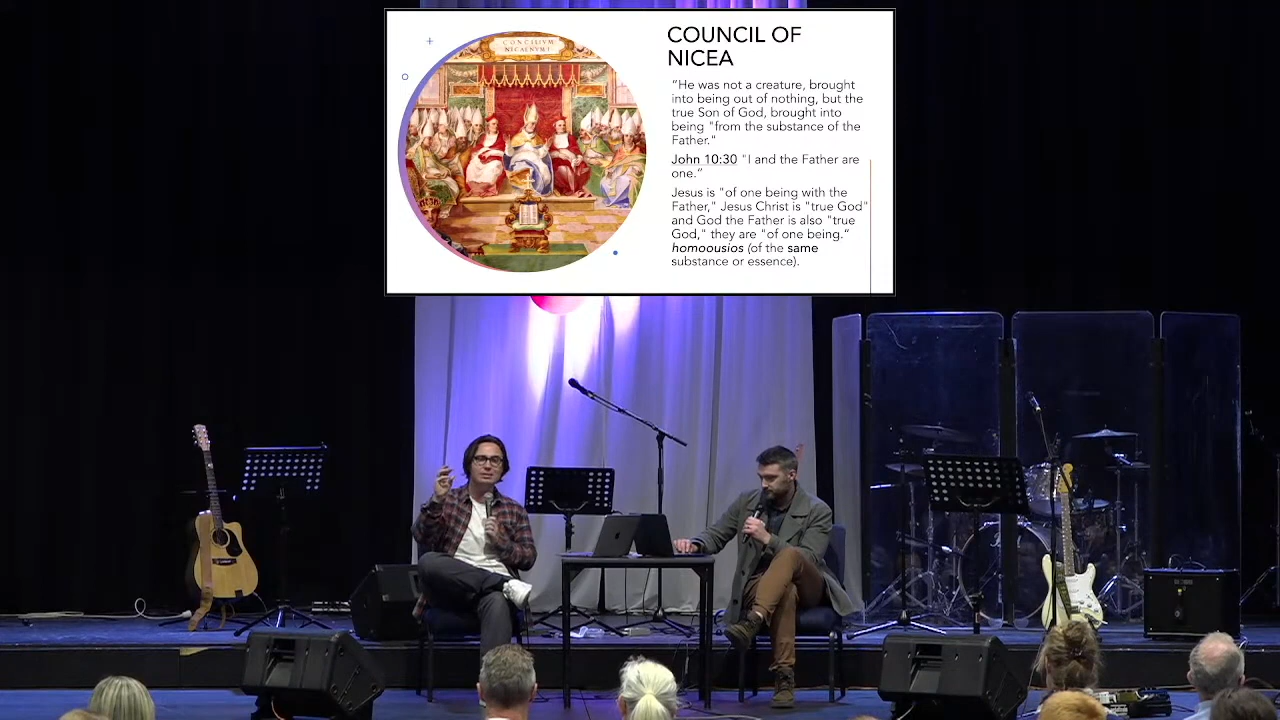 CONCILIVM
NICAENVM I
COUNCIL OF
NICEA
“He was not a creature, brought
into being out of nothing, but the
true Son of God, brought into
being "from the substance of the
Father."
John 10:30 "I and the Father are
one.”
Jesus is "of one being with the
Father," Jesus Christ is "true God"
and God the Father is also "true
God," they are "of one being.“
homoousios (of the same
substance or essence).